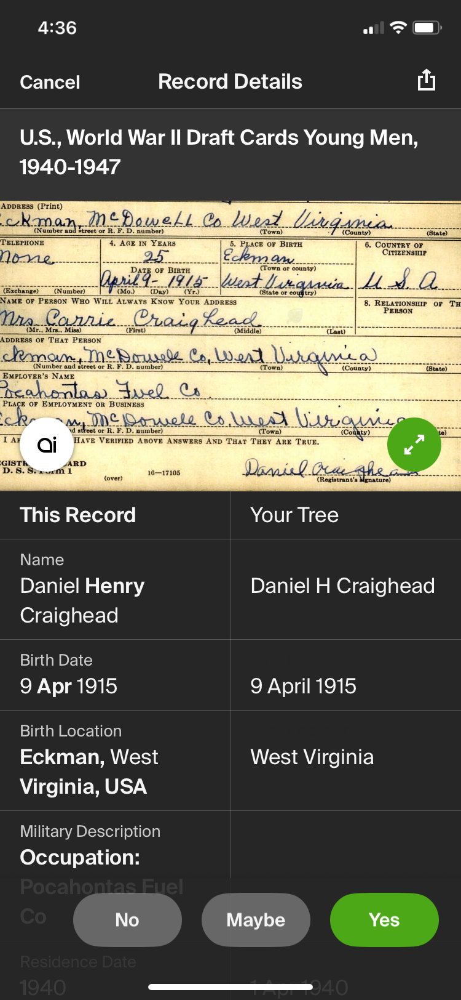 4:36
Cancel
Record Details
U.S., World War II Draft Cards Young Men,
1940-1947
ADDRESS (Print)
ckman, McDowell Co West Virginia
(Number and street or R. F. D. number) (Town) (County) (State)
TELEPHONE 4. AGE IN YEARS 5. PLACE OF BIRTH 6. COUNTRY OF
CITIZENSHIP
None 25 Eckman
DATE OF BIRTH (Town or county)
April 9- 1915 West Virginia U. S. A.
(Exchange) (Number) (Mo.) (Day) (Yr.) (State or country)
NAME OF PERSON WHO WILL ALWAYS KNOW YOUR ADDRESS 8. RELATIONSHIP OF TH
PERSON
Mrs. Carrie Craighead
(Mr., Mrs., Miss) (First) (Middle) (Last)
ADDRESS OF THAT PERSON
ckman, McDowell Co, West Virginia
(Number and street or R. F. D. number) (Town) (County) (State)
EMPLOYER'S NAME
Pocahontas Fuel Co.
PLACE OF EMPLOYMENT OR BUSINESS
McDowell Co. West Virginia
nd street or R. F. D. number) (Town) (County) te)
I AF HAVE VERIFIED ABOVE ANSWERS AND THAT THEY ARE TRUE.
ai
GISTR ARD
D. S. S. Form 1 16—17105 Daniel Craighead
(over) (Registrant's signature)
This Record Your Tree
Name
Daniel Henry Daniel H Craighead
Craighead
Birth Date
9 Apr 1915 9 April 1915
Birth Location
Eckman, West West Virginia
Virginia, USA
Military Description
Occupation:
Pocahontas Fuel
Co
No Maybe Yes
Residence Date
1940 1 Apr 1940